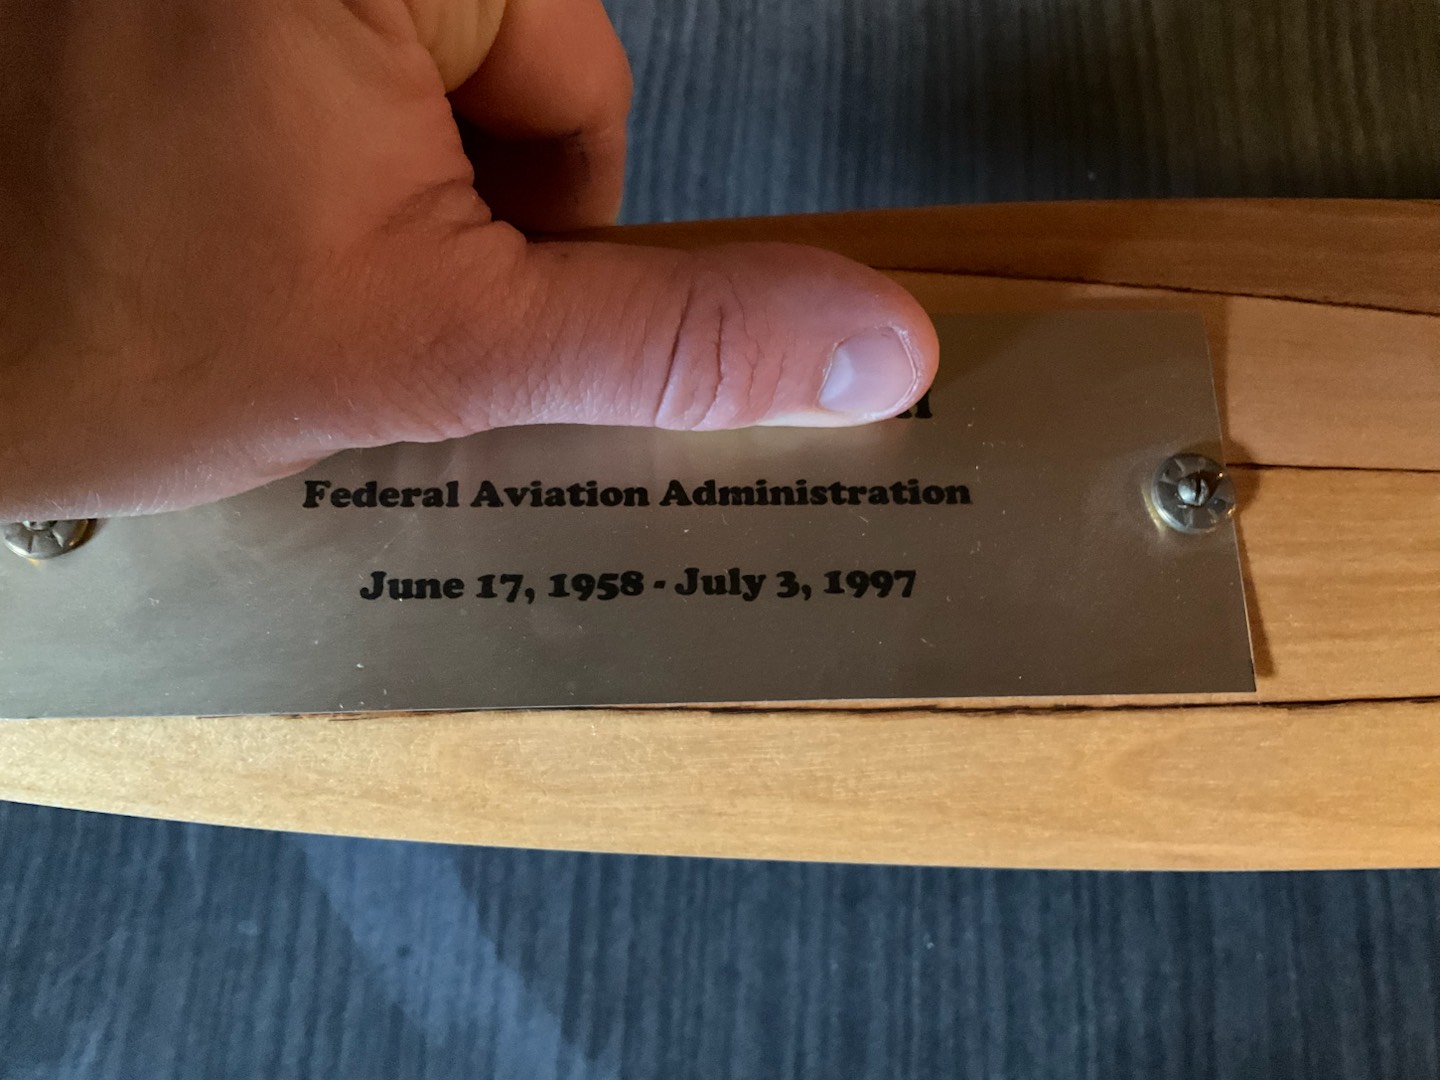 Federal Aviation Administration
June 17, 1958 - July 3, 1997